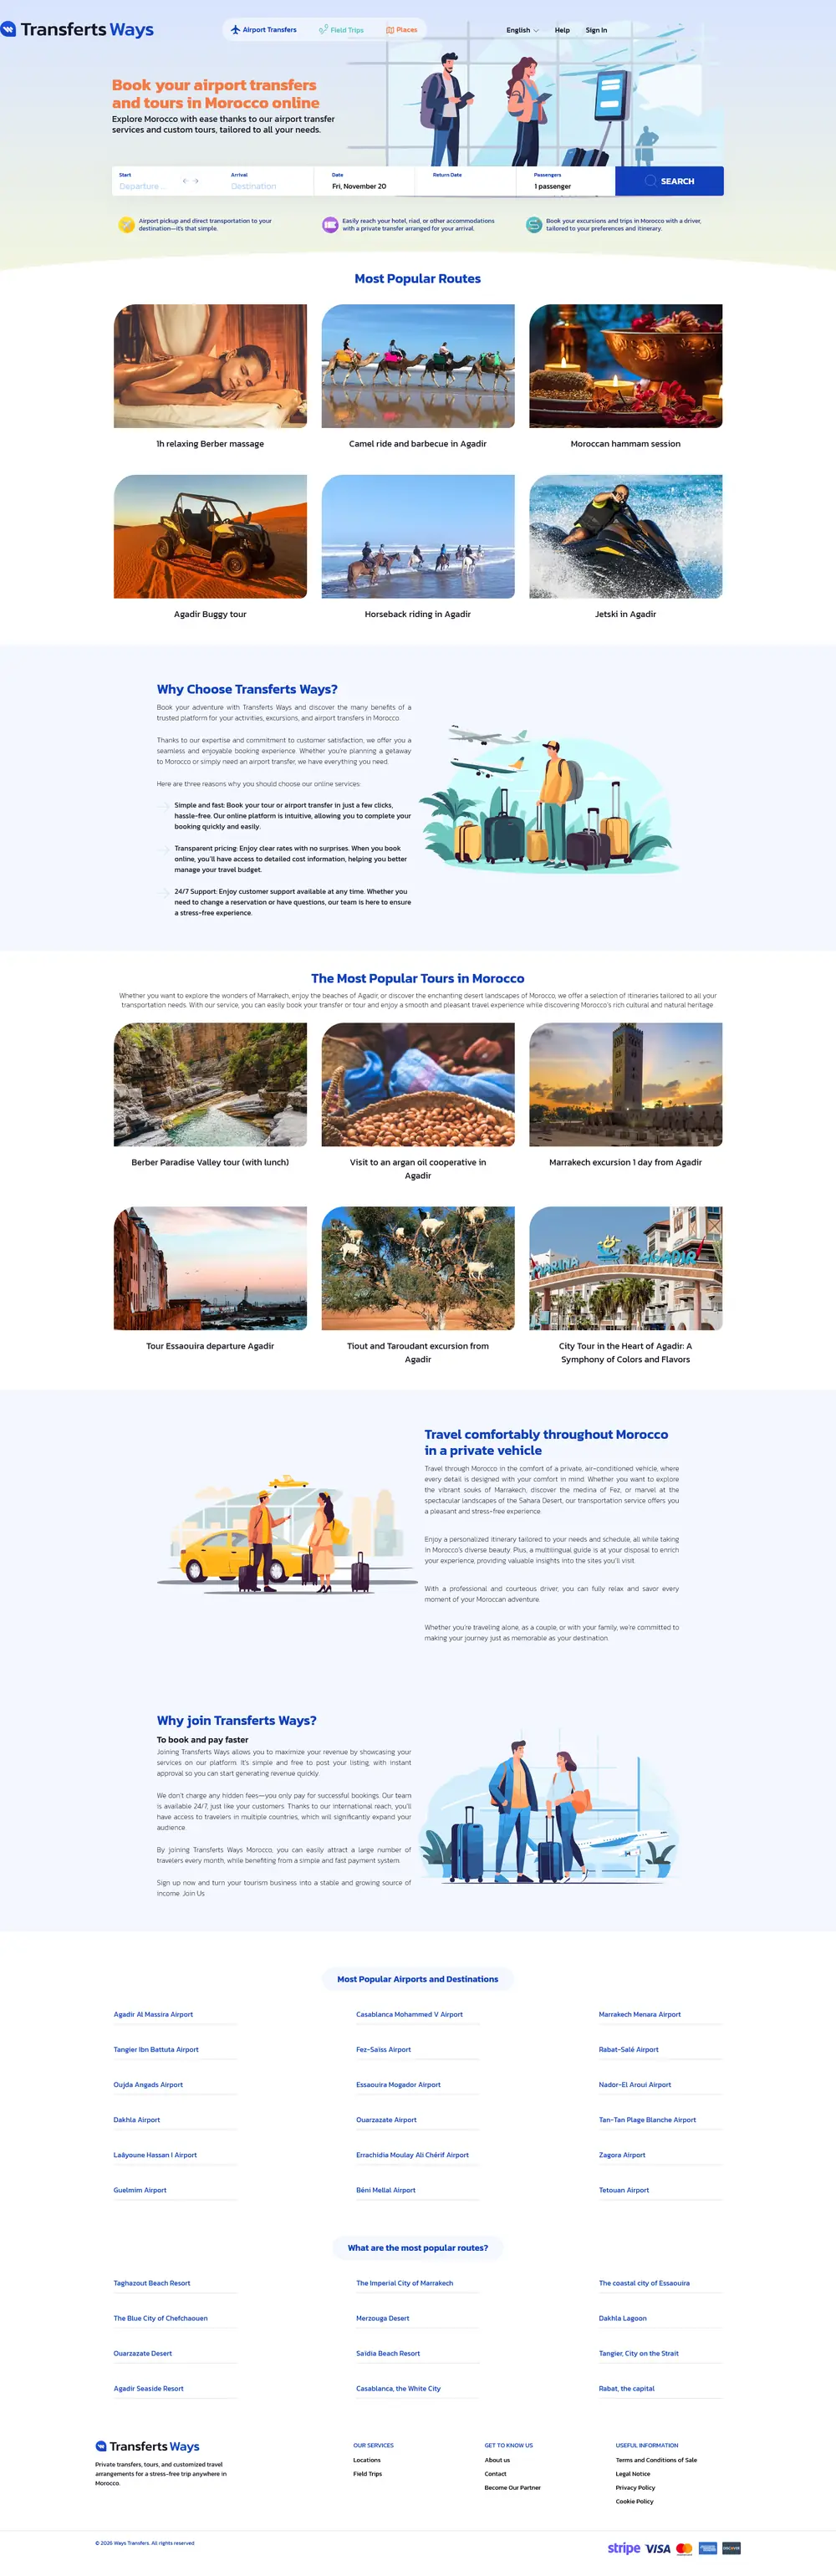 Transferts Ways
Airport Transfers
Field Trips
Places
English
Help
Sign In
Book your airport transfers
and tours in Morocco online
Explore Morocco with ease thanks to our airport transfer
services and custom tours, tailored to all your needs.
Start
Departure...
Arrival
Destination
Date
Fri, November 20
Return Date
Passengers
1 passenger
SEARCH
Airport pickup and direct transportation to your
destination—it's that simple.
Easily reach your hotel, riad, or other accommodations
with a private transfer arranged for your arrival.
Book your excursions and trips in Morocco with a driver,
tailored to your preferences and itinerary.
Most Popular Routes
1h relaxing Berber massage
Camel ride and barbecue in Agadir
Moroccan hammam session
Agadir Buggy tour
Horseback riding in Agadir
Jetski in Agadir
Why Choose Transferts Ways?
Book your adventure with Transferts Ways and discover the many benefits of a
trusted platform for your activities, excursions, and airport transfers in Morocco.
Thanks to our expertise and commitment to customer satisfaction, we offer you a
seamless and enjoyable booking experience. Whether you're planning a getaway
to Morocco or simply need an airport transfer, we have everything you need.
Here are three reasons why you should choose our online services:
Simple and fast: Book your tour or airport transfer in just a few clicks,
hassle-free. Our online platform is intuitive, allowing you to complete your
booking quickly and easily.
Transparent pricing: Enjoy clear rates with no surprises. When you book
online, you'll have access to detailed cost information, helping you better
manage your travel budget.
24/7 Support: Enjoy customer support available at any time. Whether you
need to change a reservation or have questions, our team is here to ensure
a stress-free experience.
The Most Popular Tours in Morocco
Whether you want to explore the wonders of Marrakech, enjoy the beaches of Agadir, or discover the enchanting desert landscapes of Morocco, we offer a selection of itineraries tailored to all your
transportation needs. With our service, you can easily book your transfer or tour and enjoy a smooth and pleasant travel experience while discovering Morocco's rich cultural and natural heritage
Berber Paradise Valley tour (with lunch)
Visit to an argan oil cooperative in
Agadir
Marrakech excursion 1 day from Agadir
MARINA AGADIR
Tour Essaouira departure Agadir
Tiout and Taroudant excursion from
Agadir
City Tour in the Heart of Agadir: A
Symphony of Colors and Flavors
Travel comfortably throughout Morocco
in a private vehicle
Travel through Morocco in the comfort of a private, air-conditioned vehicle, where
every detail is designed with your comfort in mind. Whether you want to explore
the vibrant souks of Marrakech, discover the medina of Fez, or marvel at the
spectacular landscapes of the Sahara Desert, our transportation service offers you
a pleasant and stress-free experience.
Enjoy a personalized itinerary tailored to your needs and schedule, all while taking
in Morocco's diverse beauty. Plus, a multilingual guide is at your disposal to enrich
your experience, providing valuable insights into the sites you'll visit.
With a professional and courteous driver, you can fully relax and savor every
moment of your Moroccan adventure.
Whether you're traveling alone, as a couple, or with your family, we're committed to
making your journey just as memorable as your destination.
Why join Transferts Ways?
To book and pay faster
Joining Transferts Ways allows you to maximize your revenue by showcasing your
services on our platform. It's simple and free to post your listing, with instant
approval so you can start generating revenue quickly.
We don't charge any hidden fees—you only pay for successful bookings. Our team
is available 24/7, just like your customers. Thanks to our international reach, you'll
have access to travelers in multiple countries, which will significantly expand your
audience.
By joining Transferts Ways Morocco, you can easily attract a large number of
travelers every month, while benefiting from a simple and fast payment system.
Sign up now and turn your tourism business into a stable and growing source of
income. Join Us
Most Popular Airports and Destinations
Agadir Al Massira Airport
Casablanca Mohammed V Airport
Marrakech Menara Airport
Tangier Ibn Battuta Airport
Fez-Saïss Airport
Rabat-Salé Airport
Oujda Angads Airport
Essaouira Mogador Airport
Nador-El Aroui Airport
Dakhla Airport
Ouarzazate Airport
Tan-Tan Plage Blanche Airport
Laâyoune Hassan I Airport
Errachidia Moulay Ali Chérif Airport
Zagora Airport
Guelmim Airport
Béni Mellal Airport
Tetouan Airport
What are the most popular routes?
Taghazout Beach Resort
The Imperial City of Marrakech
The coastal city of Essaouira
The Blue City of Chefchaouen
Merzouga Desert
Dakhla Lagoon
Ouarzazate Desert
Saïdia Beach Resort
Tangier, City on the Strait
Agadir Seaside Resort
Casablanca, the White City
Rabat, the capital
Transferts Ways
Private transfers, tours, and customized travel
arrangements for a stress-free trip anywhere in
Morocco.
OUR SERVICES
Locations
Field Trips
GET TO KNOW US
About us
Contact
Become Our Partner
USEFUL INFORMATION
Terms and Conditions of Sale
Legal Notice
Privacy Policy
Cookie Policy
© 2026 Ways Transfers. All rights reserved
stripe VISA AMERICAN EXPRESS DISCOVER